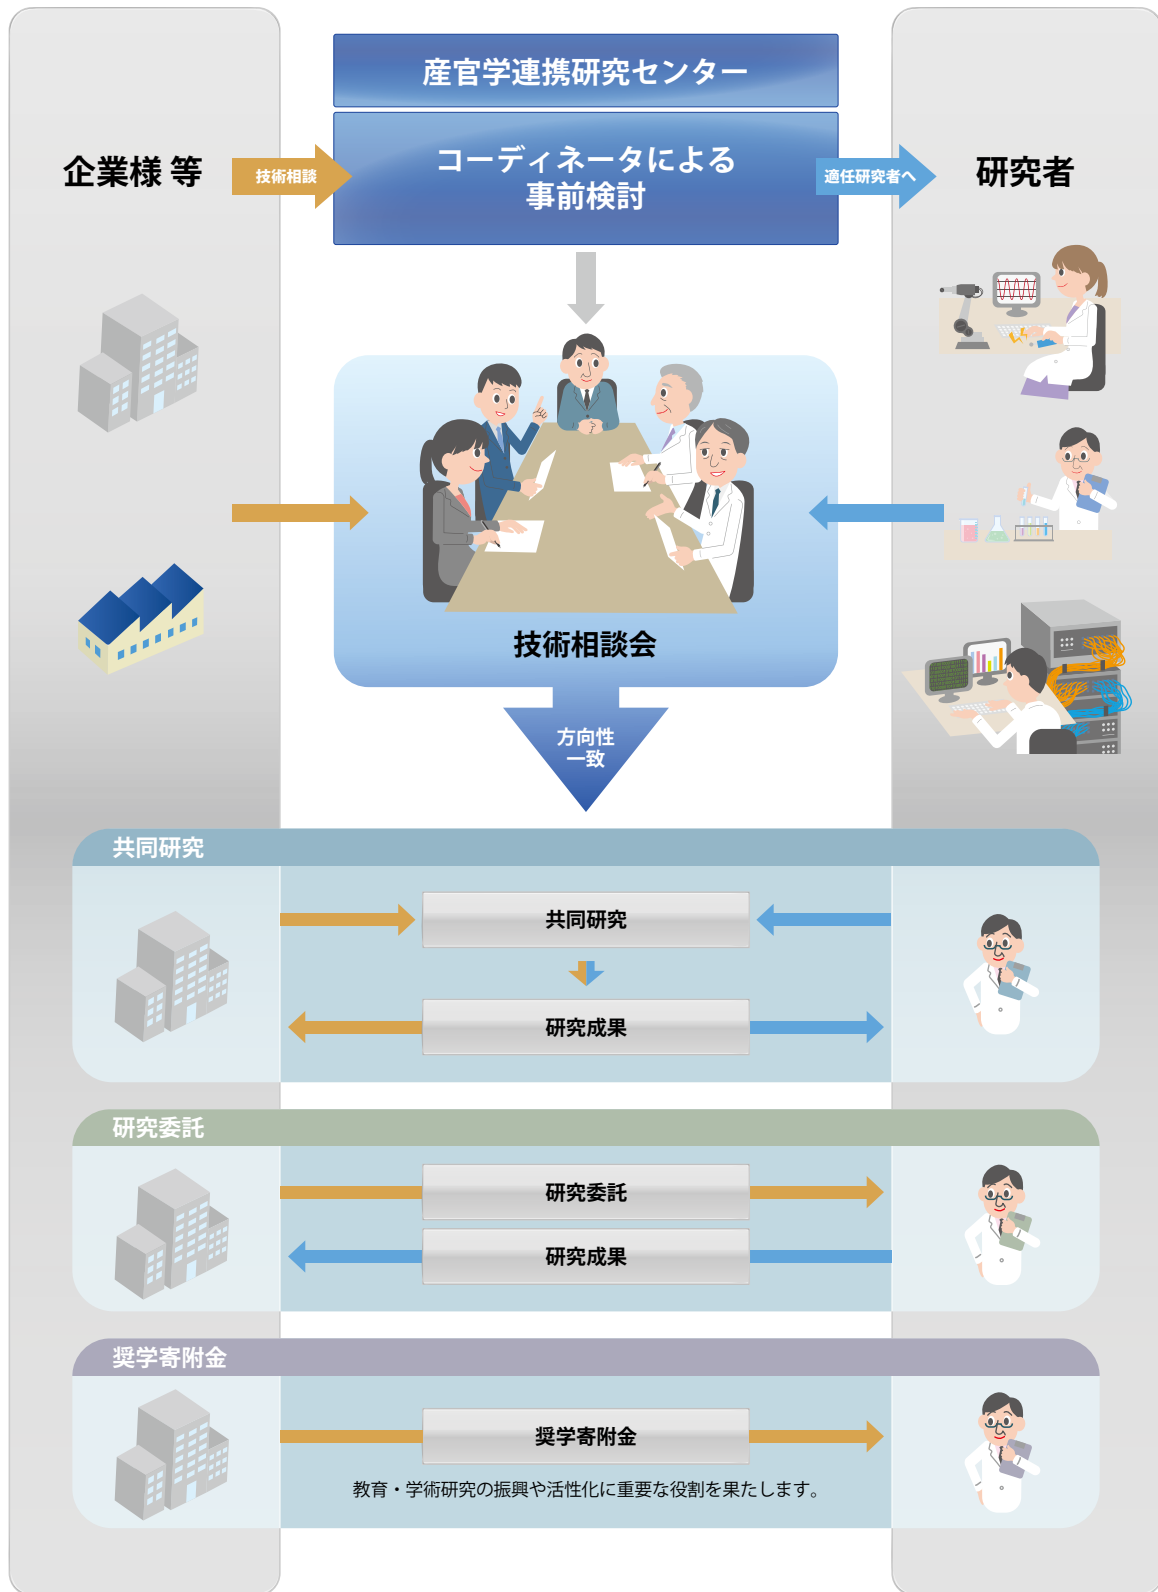 産官学連携研究センター
企業様 等
技術相談
コーディネータによる
事前検討
適任研究者へ
研究者
技術相談会
方向性
一致
共同研究
共同研究
研究成果
研究委託
研究委託
研究成果
奨学寄附金
奨学寄附金
教育・学術研究の振興や活性化に重要な役割を果たします。